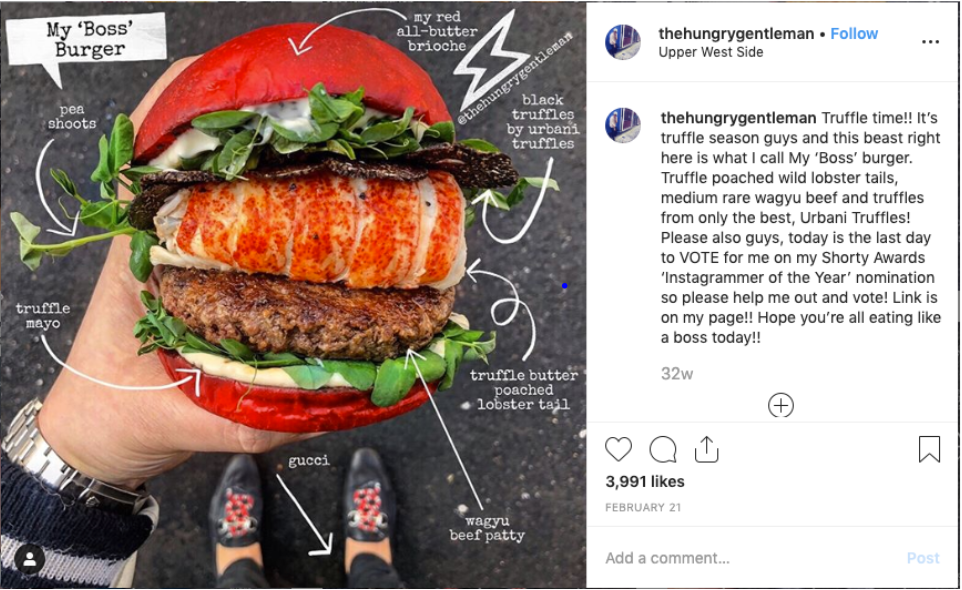 My 'Boss'
Burger
my red
all-butter
brioche
@thehungrygentleman
pea
shoots
black
truffles
by urbani
truffles
truffle
mayo
truffle butter
poached
lobster tail
gucci
wagyu
beef patty
thehungrygentleman • Follow
Upper West Side
thehungrygentleman Truffle time!! It's
truffle season guys and this beast right
here is what I call My 'Boss' burger.
Truffle poached wild lobster tails,
medium rare wagyu beef and truffles
from only the best, Urbani Truffles!
Please also guys, today is the last day
to VOTE for me on my Shorty Awards
'Instagrammer of the Year' nomination
so please help me out and vote! Link is
on my page!! Hope you're all eating like
a boss today!!
32w
3,991 likes
FEBRUARY 21
Add a comment... Post